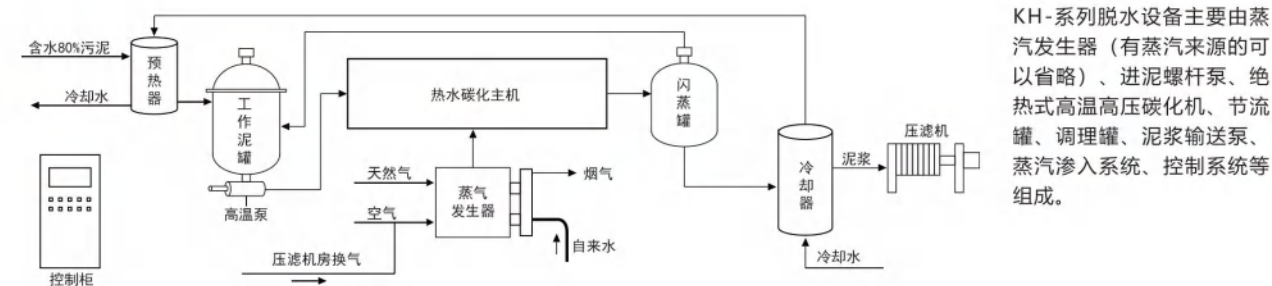 含水80%污泥
冷却水
预热器
工作泥罐
高温泵
控制柜
热水碳化主机
闪蒸罐
天然气
空气
蒸气
发生器
烟气
自来水
压滤机房换气
冷却器
泥浆
压滤机
冷却水
KH-系列脱水设备主要由蒸
汽发生器（有蒸汽来源的可
以省略）、进泥螺杆泵、绝
热式高温高压碳化机、节流
罐、调理罐、泥浆输送泵、
蒸汽渗入系统、控制系统等
组成。